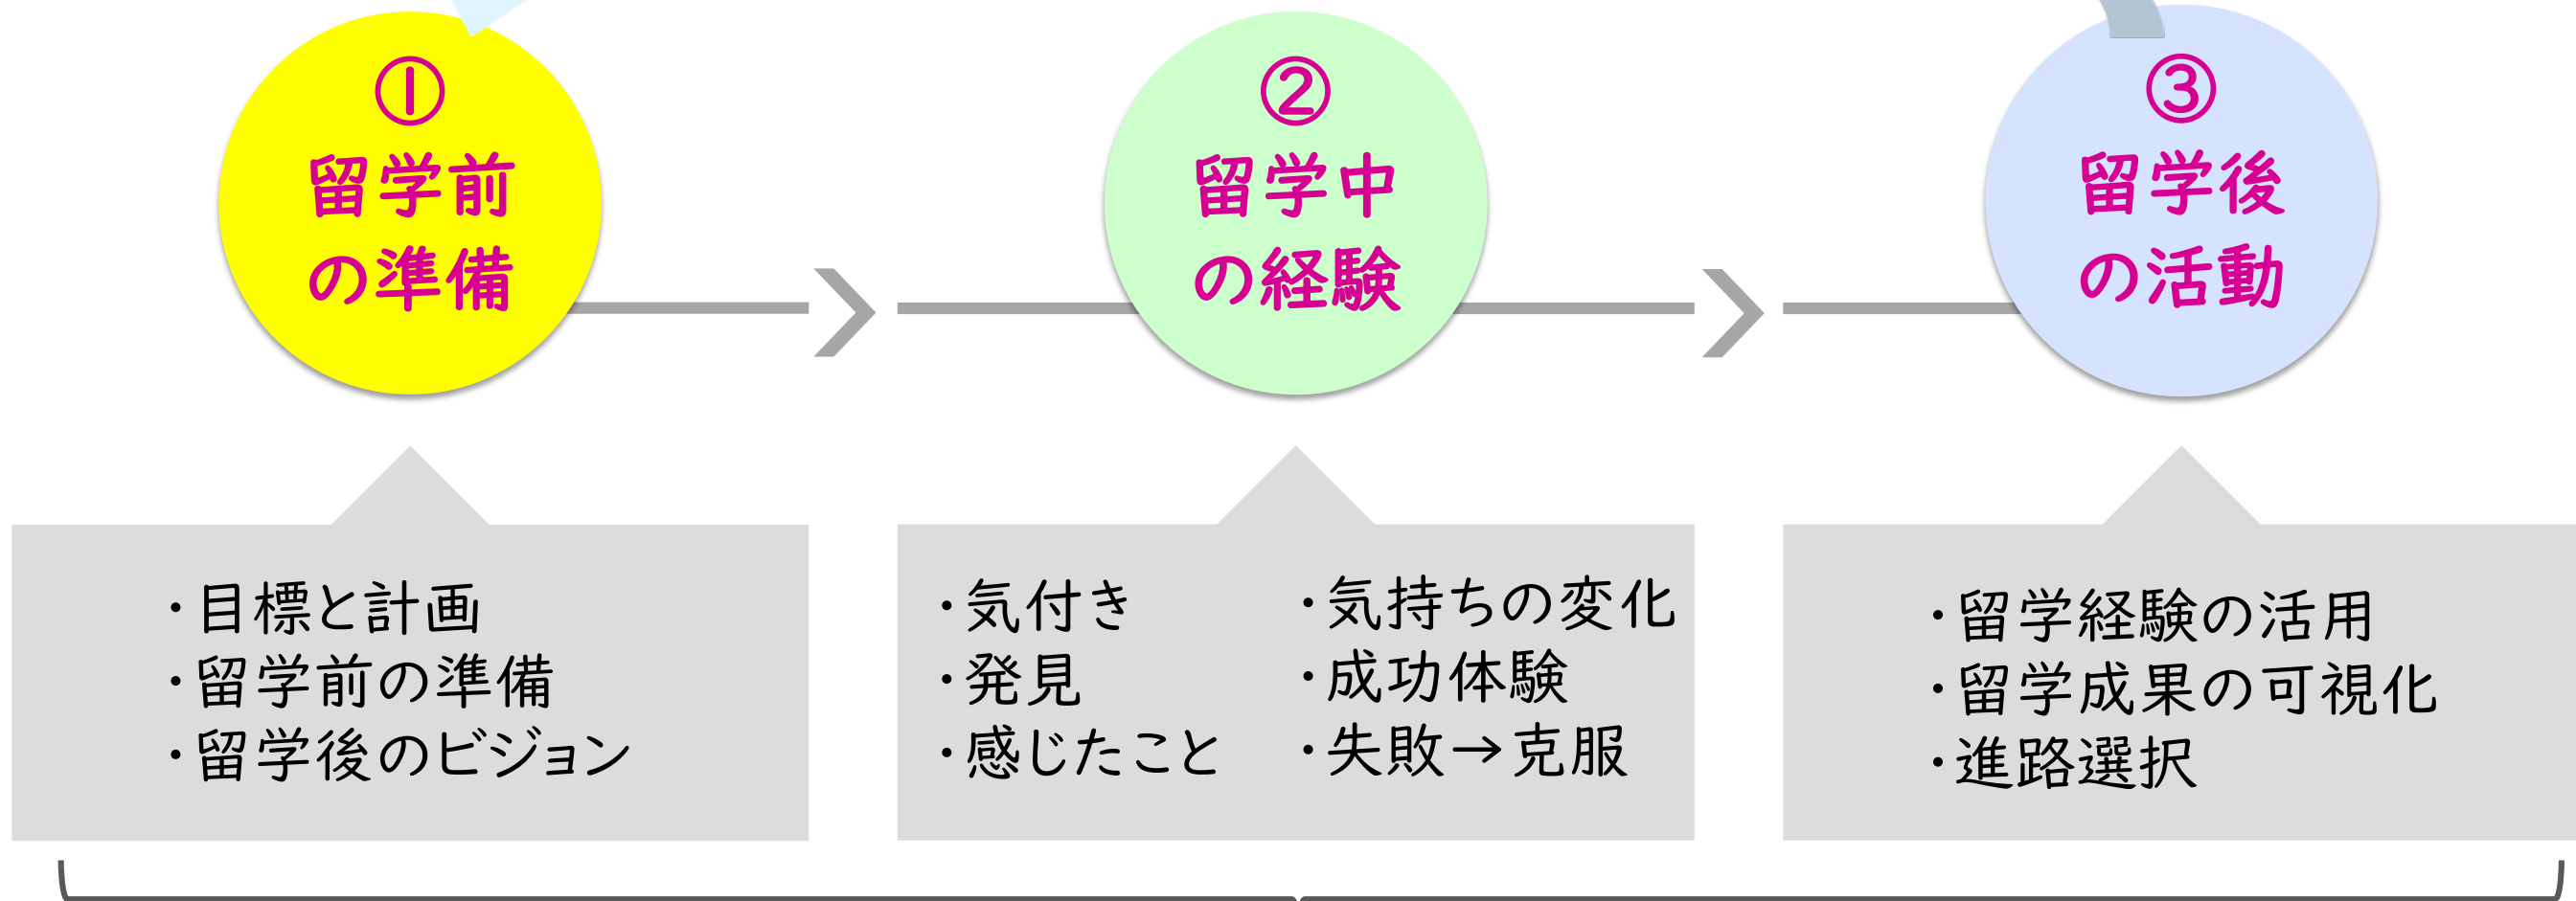 ①
留学前
の準備
②
留学中
の経験
③
留学後
の活動
・目標と計画
・留学前の準備
・留学後のビジョン
・気付き
・発見
・感じたこと
・気持ちの変化
・成功体験
・失敗→克服
・留学経験の活用
・留学成果の可視化
・進路選択